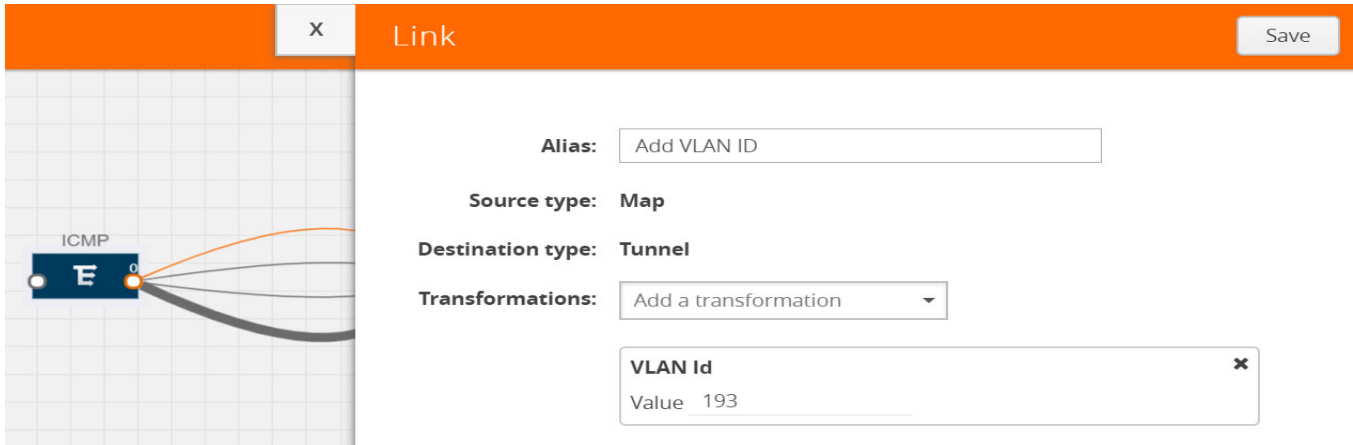 X
Link
Save
Alias: Add VLAN ID
Source type: Map
Destination type: Tunnel
Transformations: Add a transformation
VLAN Id
Value 193
ICMP
0